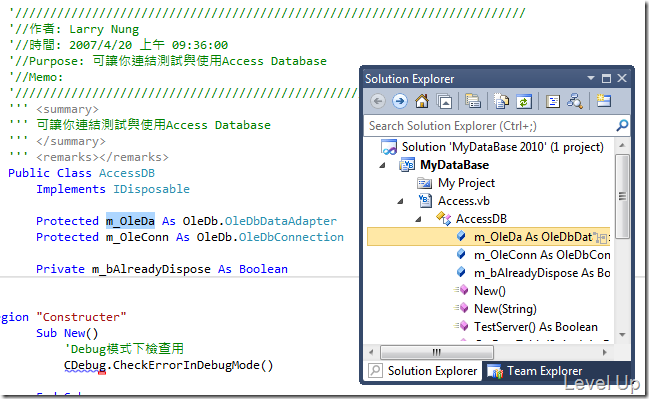 '//////////////////////////////////////////////////////////////////////////
'//作者: Larry Nung
'//時間: 2007/4/20 上午 09:36:00
'//Purpose: 可讓你連結測試與使用Access Database
'//Memo:
'//////////////////////////////////////////////////
''' <summary>
''' 可讓你連結測試與使用Access Database
''' </summary>
''' <remarks></remarks>
Public Class AccessDB
Implements IDisposable
Protected m_OleDa As OleDb.OleDbDataAdapter
Protected m_OleConn As OleDb.OleDbConnection
Private m_bAlreadyDispose As Boolean
egion "Constructer"
Sub New()
'Debug模式下檢查用
CDebug.CheckErrorInDebugMode()
Solution Explorer
Search Solution Explorer (Ctrl+;)
Solution 'MyDataBase 2010' (1 project)
MyDataBase
My Project
Access.vb
AccessDB
m_OleDa As OleDbDat
m_OleConn As OleDbCon
m_bAlreadyDispose As Bo
New()
New(String)
TestServer() As Boolean
Solution Explorer
Team Explorer
Level Up